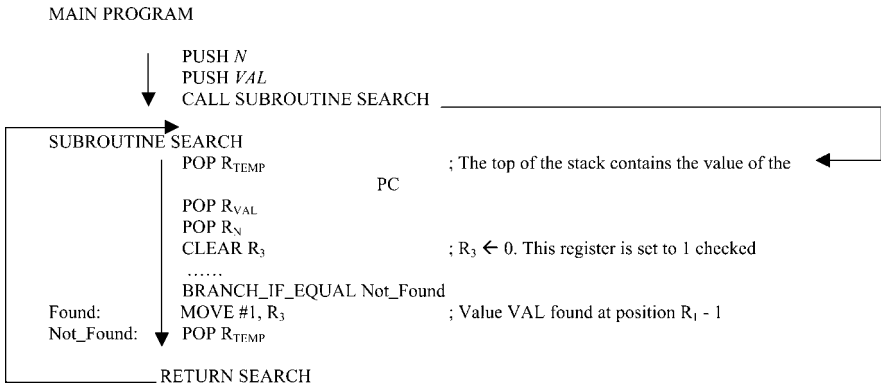 MAIN PROGRAM
PUSH N
PUSH VAL
CALL SUBROUTINE SEARCH
SUBROUTINE SEARCH
POP R_TEMP ; The top of the stack contains the value of the
PC
POP R_VAL
POP R_N
CLEAR R_3 ; R_3 ← 0. This register is set to 1 checked
……
BRANCH_IF_EQUAL Not_Found
Found: MOVE #1, R_3 ; Value VAL found at position R_1 - 1
Not_Found: POP R_TEMP
RETURN SEARCH